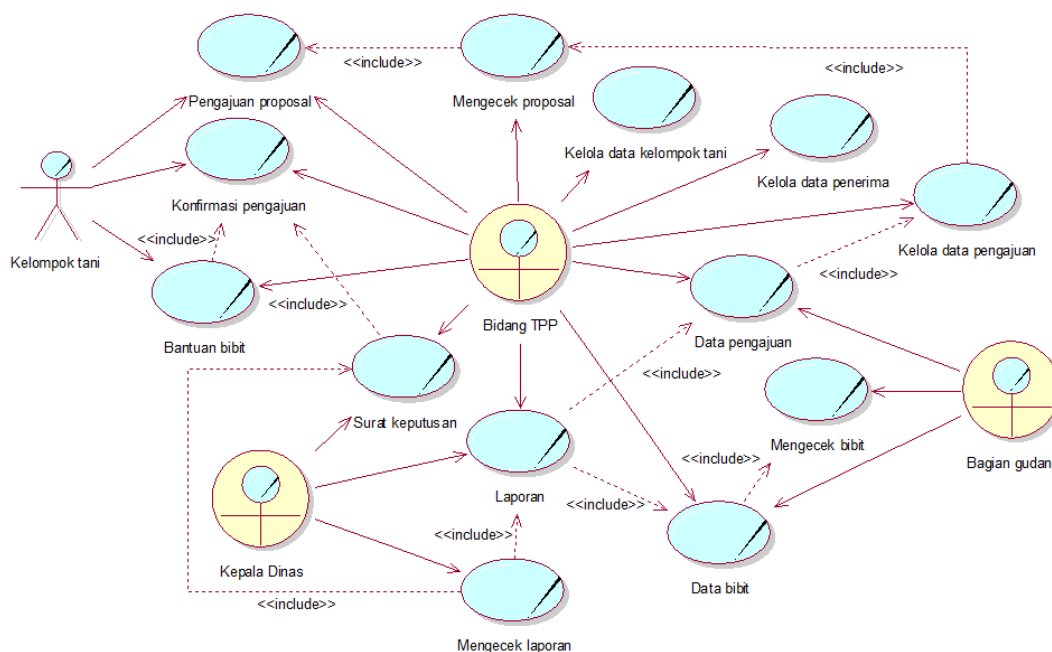 <<include>>
<<include>>
Pengajuan proposal
Mengecek proposal
Kelola data kelompok tani
Kelola data penerima
Konfirmasi pengajuan
<<include>>
Kelola data pengajuan
Kelompok tani
<<include>>
<<include>>
Bidang TPP
Bantuan bibit
Data pengajuan
<<include>>
Surat keputusan
Mengecek bibit
<<include>>
Bagian gudan
Laporan
<<include>>
<<include>>
Kepala Dinas
Data bibit
<<include>>
Mengecek laporan